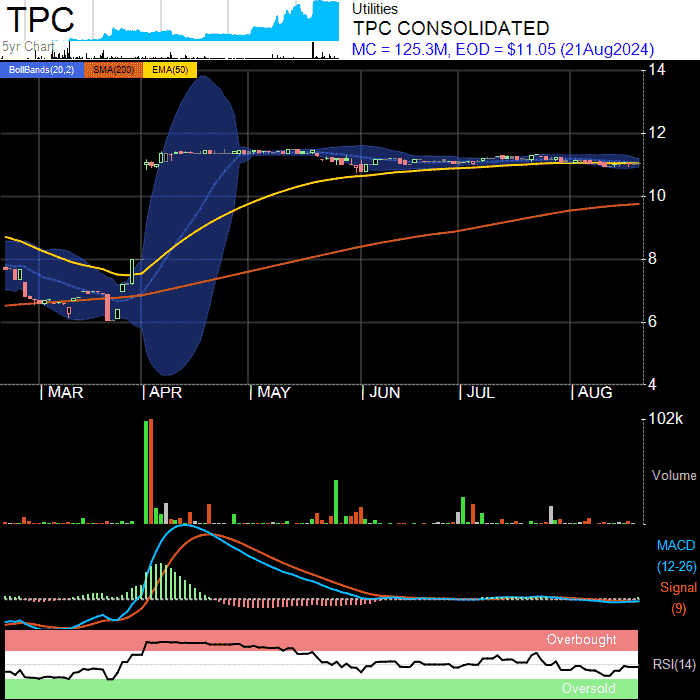 TPC
5yr Chart
Utilities
TPC CONSOLIDATED
MC = 125.3M, EOD = $11.05 (21Aug2024)
BollBands(20,2) SMA(200) EMA(50)
14
12
10
8
6
4
MAR APR MAY JUN JUL AUG
102k
Volume
MACD
(12-26)
Signal
(9)
Overbought
RSI(14)
Oversold